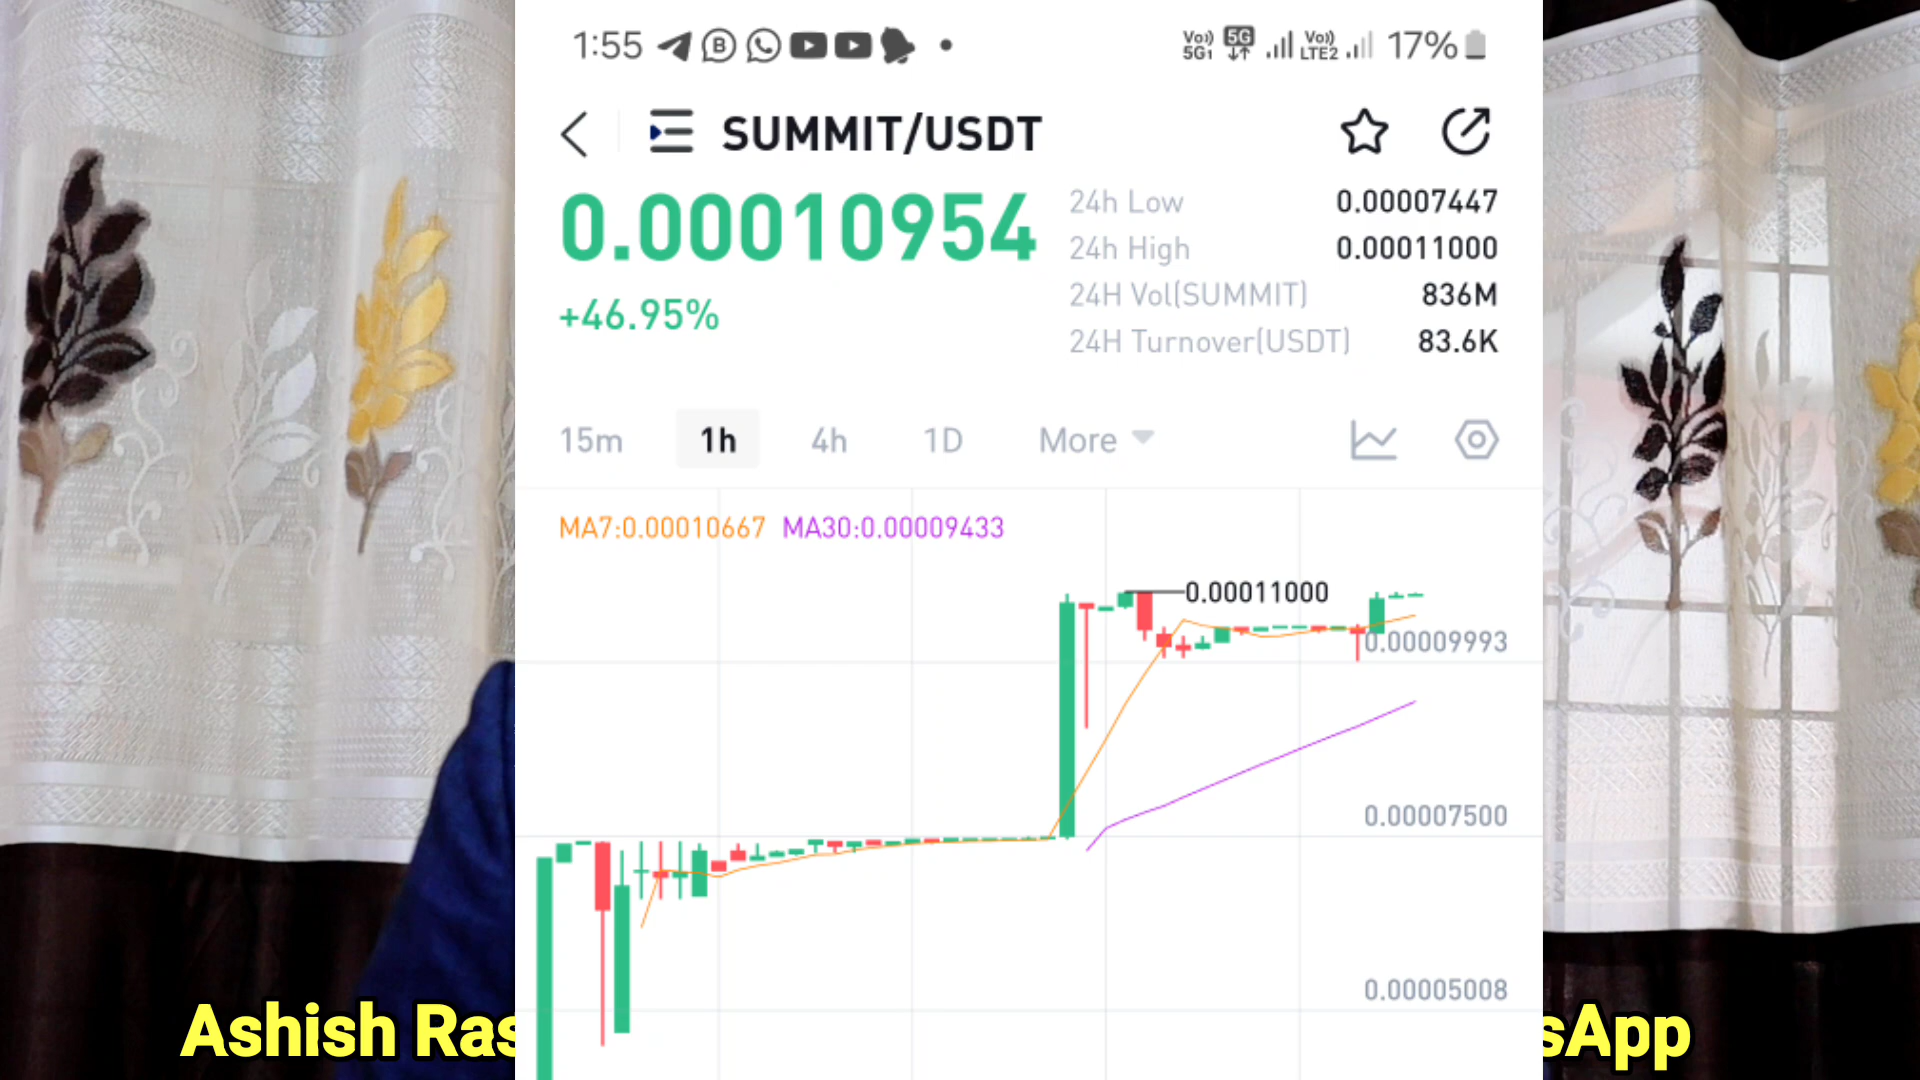 1:55 Vo)) 5G1 5G Vo)) LTE2 17%
SUMMIT/USDT
0.00010954
+46.95%
24h Low 0.00007447
24h High 0.00011000
24H Vol(SUMMIT) 836M
24H Turnover(USDT) 83.6K
15m 1h 4h 1D More
MA7:0.00010667 MA30:0.00009433
0.00011000
0.00009993
0.00007500
0.00005008
Ashish Ras
sApp